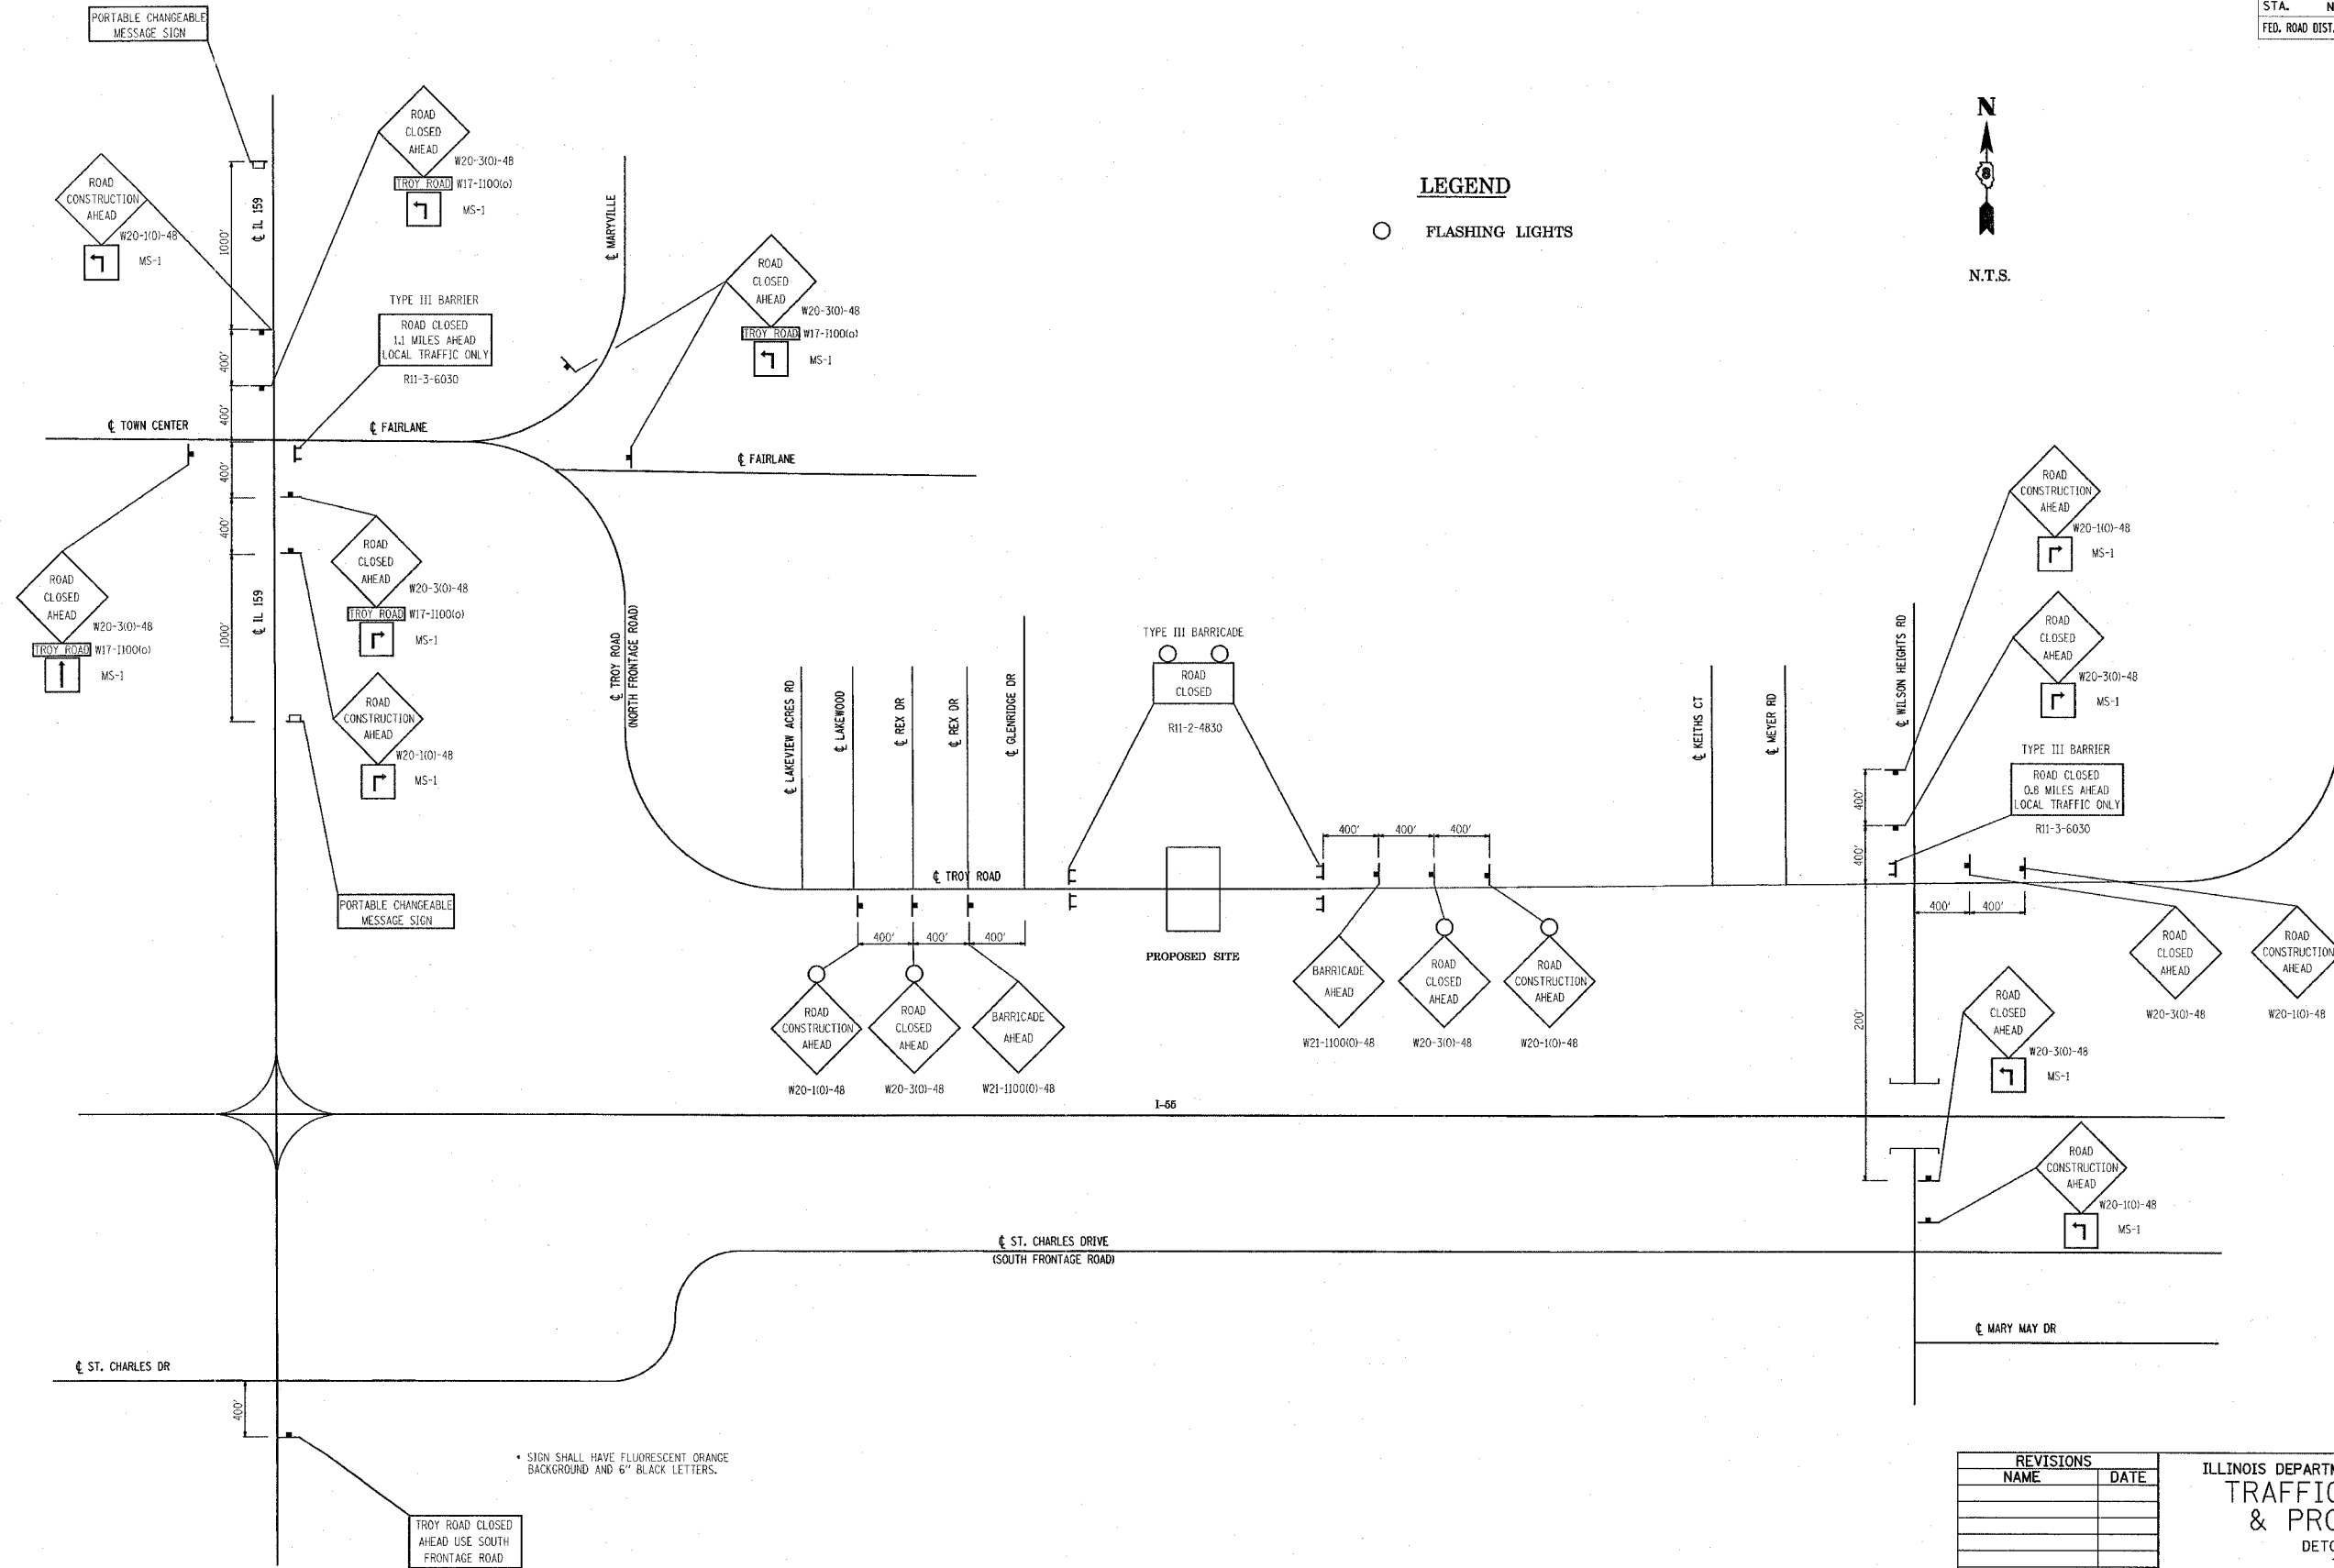 PORTABLE CHANGEABLE
MESSAGE SIGN
STA.
FED. ROAD DIST.
ROAD
CLOSED
AHEAD
W20-3(O)-48
TROY ROAD W17-I100(o)
MS-1
ROAD
CONSTRUCTION
AHEAD
W20-1(O)-48
MS-1
1000'
℄ IL 159
℄ MARYVILLE
LEGEND
FLASHING LIGHTS
N
8
N.T.S.
ROAD
CLOSED
AHEAD
W20-3(O)-48
TROY ROAD W17-I100(o)
MS-1
TYPE III BARRIER
ROAD CLOSED
1.1 MILES AHEAD
LOCAL TRAFFIC ONLY
R11-3-6030
400'
400'
℄ TOWN CENTER
℄ FAIRLANE
℄ FAIRLANE
400'
400'
1000'
℄ IL 159
ROAD
CLOSED
AHEAD
W20-3(O)-48
TROY ROAD W17-I100(o)
MS-1
ROAD
CLOSED
AHEAD
W20-3(O)-48
TROY ROAD W17-I100(o)
MS-1
ROAD
CONSTRUCTION
AHEAD
W20-1(O)-48
MS-1
PORTABLE CHANGEABLE
MESSAGE SIGN
℄ TROY ROAD
(NORTH FRONTAGE ROAD)
℄ LAKEVIEW ACRES RD
℄ LAKEWOOD
℄ REX DR
℄ REX DR
℄ GLENRIDGE DR
TYPE III BARRICADE
ROAD
CLOSED
R11-2-4830
℄ TROY ROAD
400'
400'
400'
PROPOSED SITE
400'
400'
400'
ROAD
CONSTRUCTION
AHEAD
W20-1(O)-48
ROAD
CLOSED
AHEAD
W20-3(O)-48
BARRICADE
AHEAD
W21-I100(O)-48
BARRICADE
AHEAD
W21-I100(O)-48
ROAD
CLOSED
AHEAD
W20-3(O)-48
ROAD
CONSTRUCTION
AHEAD
W20-1(O)-48
℄ KEITHS CT
℄ MEYER RD
℄ WILSON HEIGHTS RD
ROAD
CONSTRUCTION
AHEAD
W20-1(O)-48
MS-1
ROAD
CLOSED
AHEAD
W20-3(O)-48
MS-1
TYPE III BARRIER
ROAD CLOSED
0.8 MILES AHEAD
LOCAL TRAFFIC ONLY
R11-3-6030
400'
400'
400'
400'
200'
ROAD
CLOSED
AHEAD
W20-3(O)-48
ROAD
CONSTRUCTION
AHEAD
W20-1(O)-48
ROAD
CLOSED
AHEAD
W20-3(O)-48
MS-1
I-55
ROAD
CONSTRUCTION
AHEAD
W20-1(O)-48
MS-1
℄ ST. CHARLES DRIVE
(SOUTH FRONTAGE ROAD)
℄ MARY MAY DR
℄ ST. CHARLES DR
400'
* SIGN SHALL HAVE FLUORESCENT ORANGE
BACKGROUND AND 6" BLACK LETTERS.
TROY ROAD CLOSED
AHEAD USE SOUTH
FRONTAGE ROAD
REVISIONS
NAME DATE
ILLINOIS
TRAFFIC
&